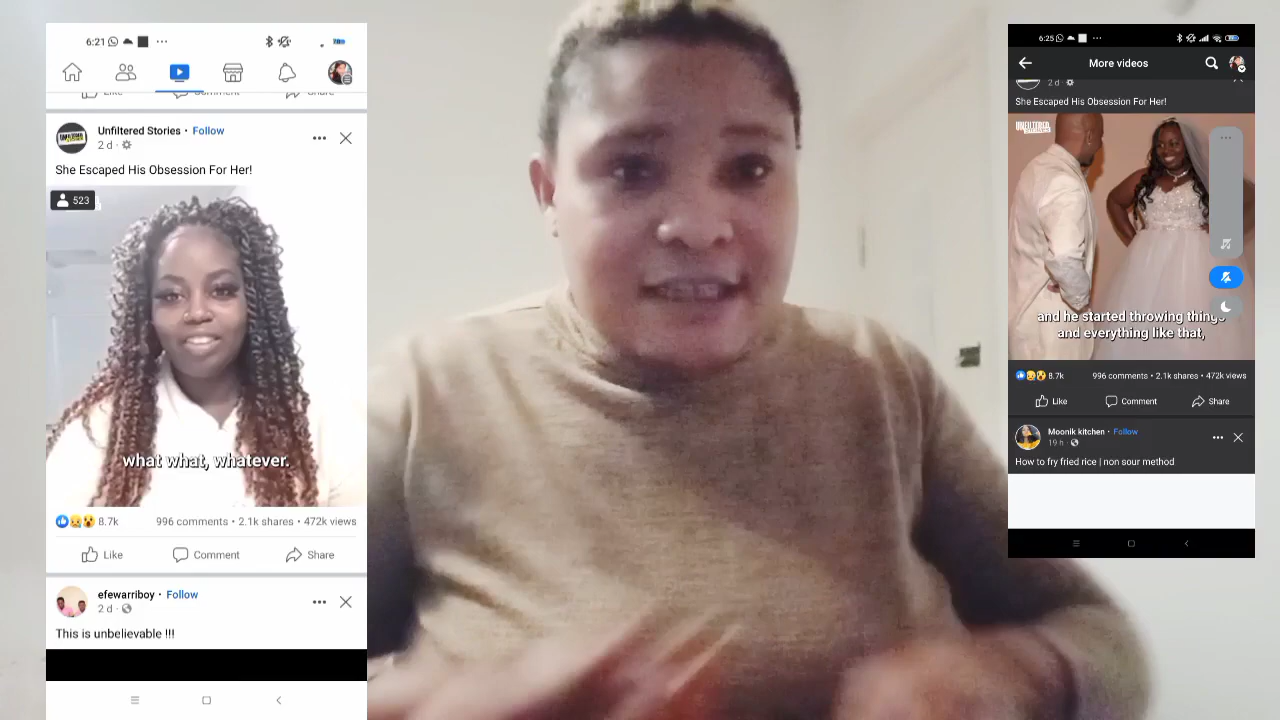 6:21
Like Comment Share
Unfiltered Stories · Follow
2 d ·
She Escaped His Obsession For Her!
523
what what, whatever.
8.7k 996 comments • 2.1k shares • 472k views
Like Comment Share
efewarriboy · Follow
2 d ·
This is unbelievable !!!
6:25
More videos
2 d ·
She Escaped His Obsession For Her!
UNFILTERED
and he started throwing things
and everything like that,
8.7k 996 comments • 2.1k shares • 472k views
Like Comment Share
Moonik kitchen · Follow
19 h ·
How to fry fried rice | non sour method